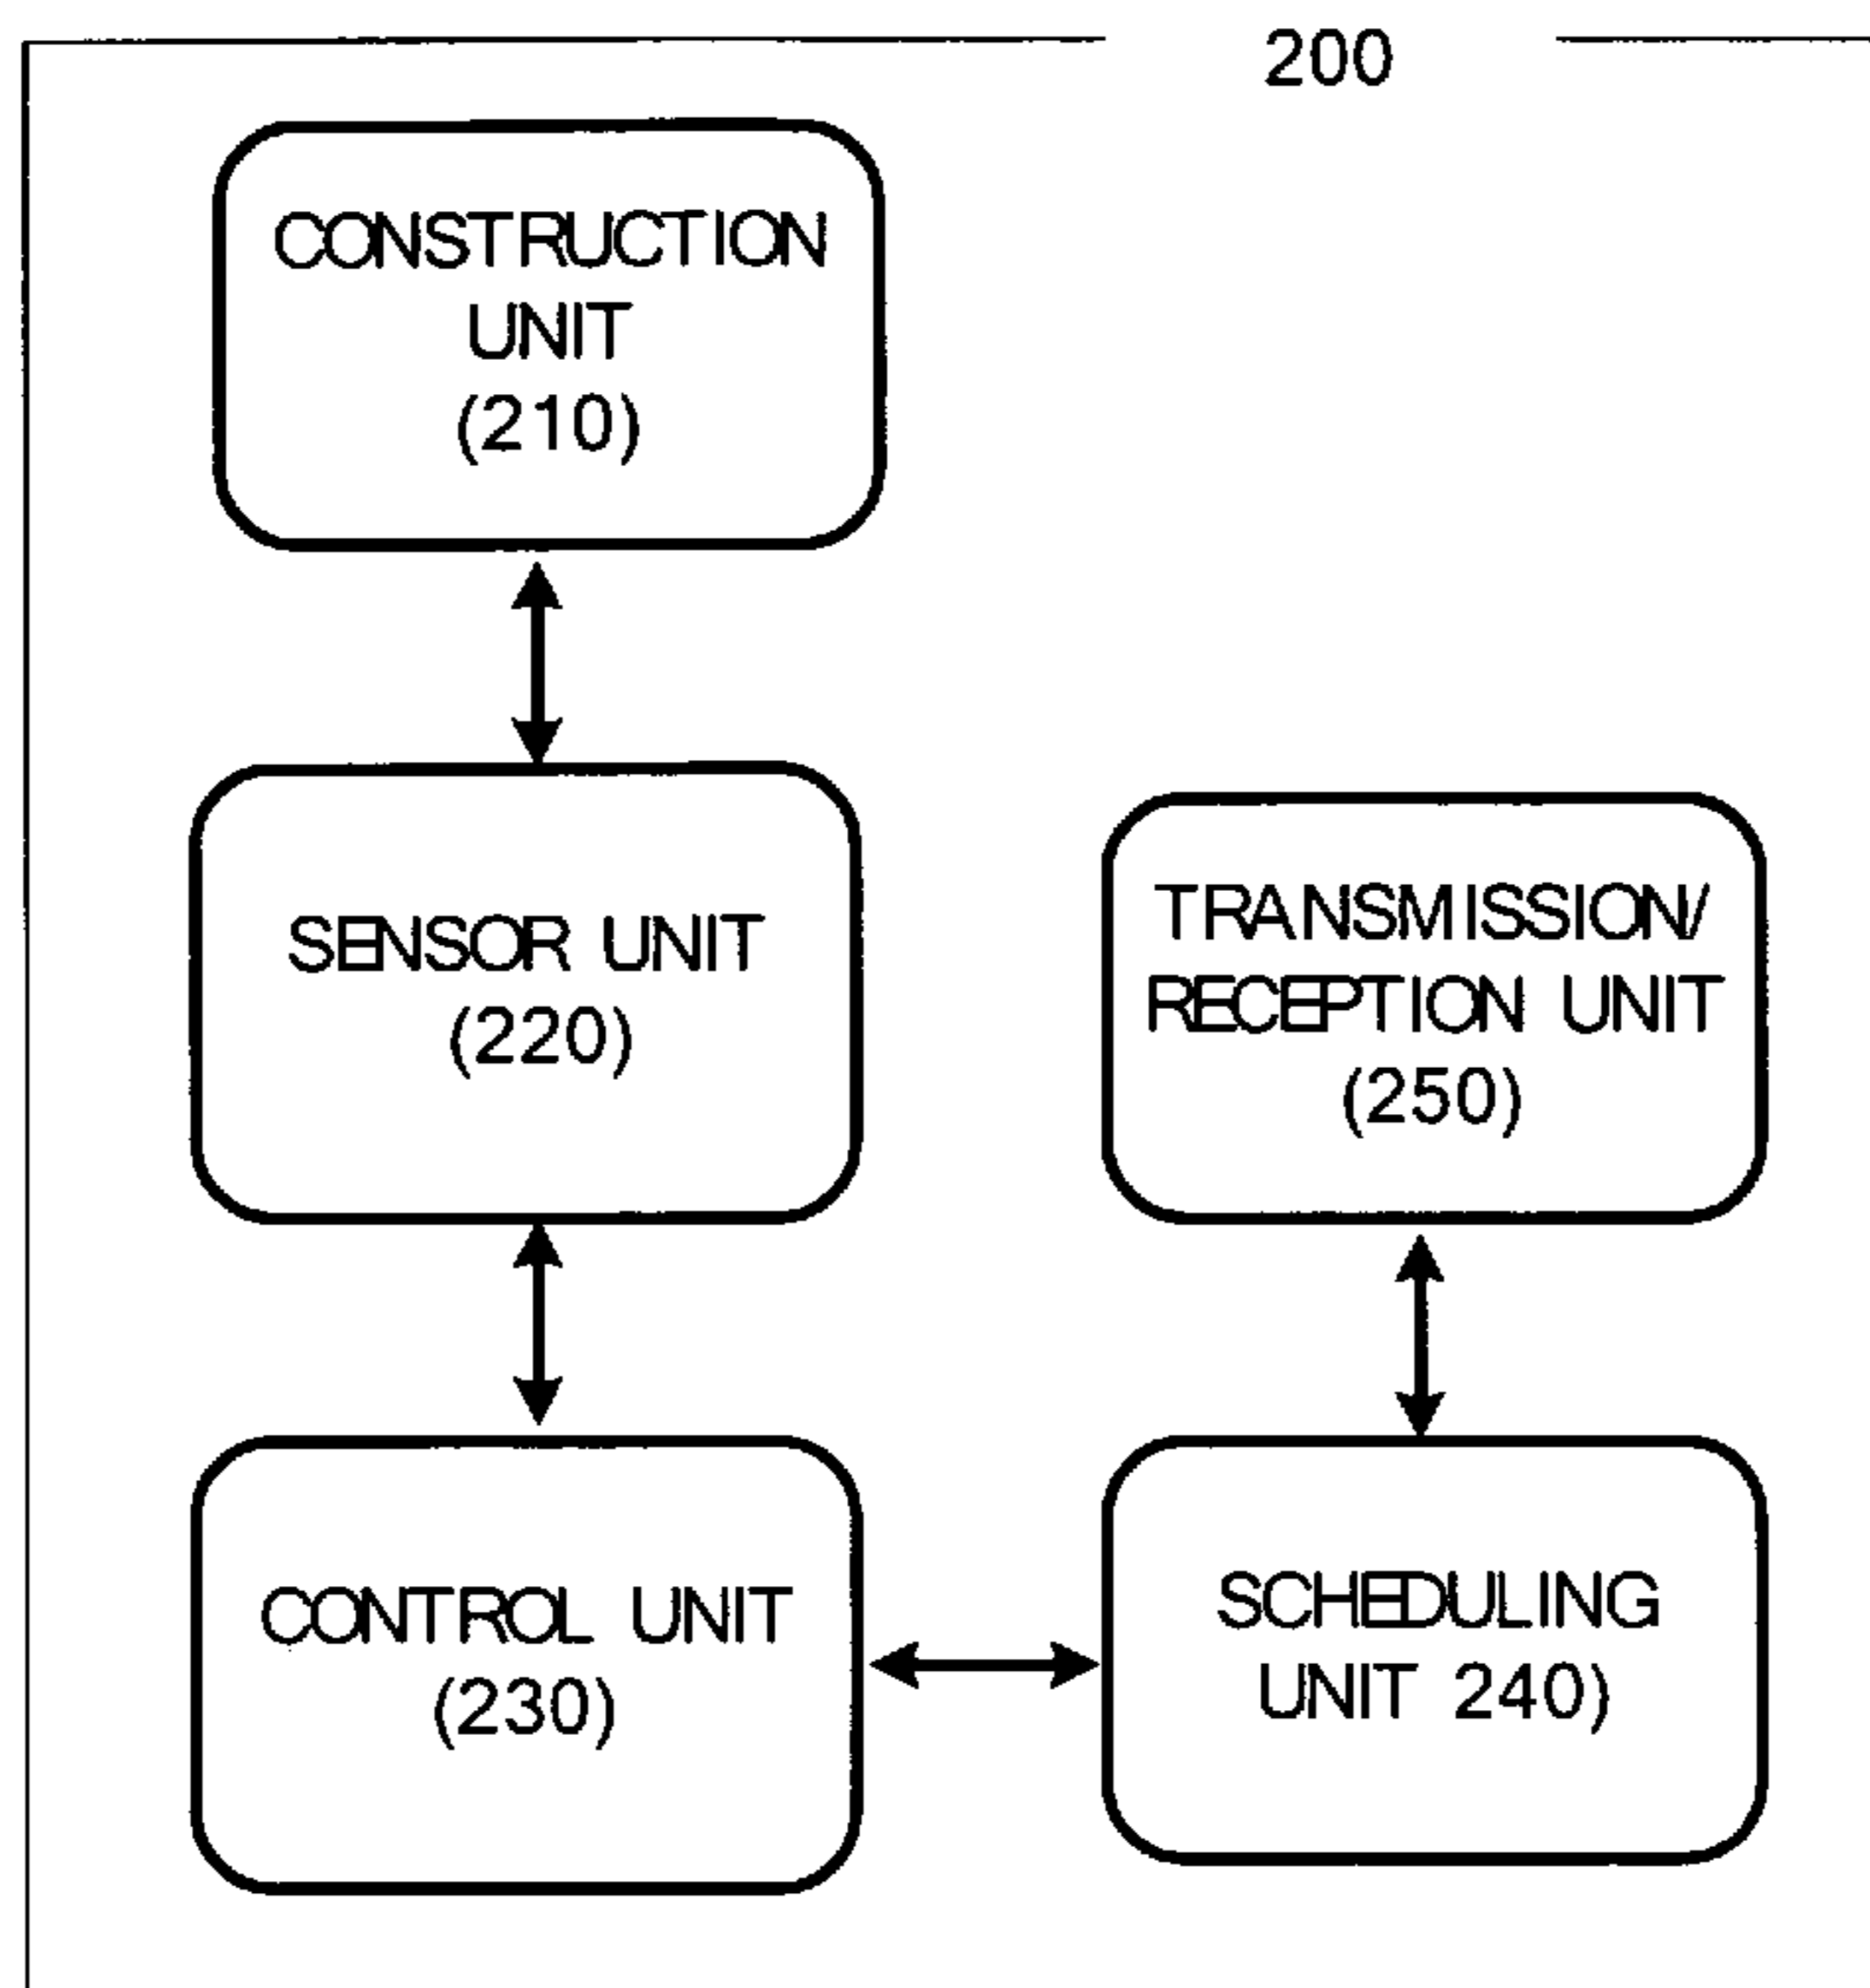 200
CONSTRUCTION
UNIT
(210)
SENSOR UNIT
(220)
TRANSMISSION/
RECEPTION UNIT
(250)
CONTROL UNIT
(230)
SCHEDULING
UNIT 240)